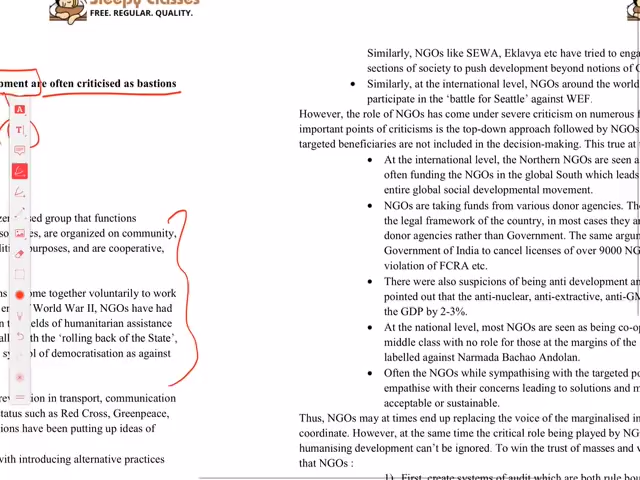 Sleepy Classes
FREE. REGULAR. QUALITY.
pment are often criticised as bastions
sed group that functions
are organized on community,
purposes, and are cooperative,
ome together voluntarily to work
World War II, NGOs have had
ields of humanitarian assistance
the ‘rolling back of the State’,
ol of democratisation as against
in transport, communication
status such as Red Cross, Greenpeace,
have been putting up ideas of
with introducing alternative practices
Similarly, NGOs like SEWA, Eklavya etc have tried to enga
sections of society to push development beyond notions of
• Similarly, at the international level, NGOs around the world
participate in the ‘battle for Seattle’ against WEF.
However, the role of NGOs has come under severe criticism on numerous
important points of criticisms is the top-down approach followed by NGOs
targeted beneficiaries are not included in the decision-making. This true at
• At the international level, the Northern NGOs are seen a
often funding the NGOs in the global South which leads
entire global social developmental movement.
• NGOs are taking funds from various donor agencies. The
the legal framework of the country, in most cases they ar
donor agencies rather than Government. The same argum
Government of India to cancel licenses of over 9000 NG
violation of FCRA etc.
• There were also suspicions of being anti development an
pointed out that the anti-nuclear, anti-extractive, anti-GM
the GDP by 2-3%.
• At the national level, most NGOs are seen as being co-op
middle class with no role for those at the margins of the
labelled against Narmada Bachao Andolan.
• Often the NGOs while sympathising with the targeted po
empathise with their concerns leading to solutions and m
acceptable or sustainable.
Thus, NGOs may at times end up replacing the voice of the marginalised in
coordinate. However, at the same time the critical role being played by NG
humanising development can’t be ignored. To win the trust of masses and
that NGOs :
1) First, create systems of audit which are both rule bou